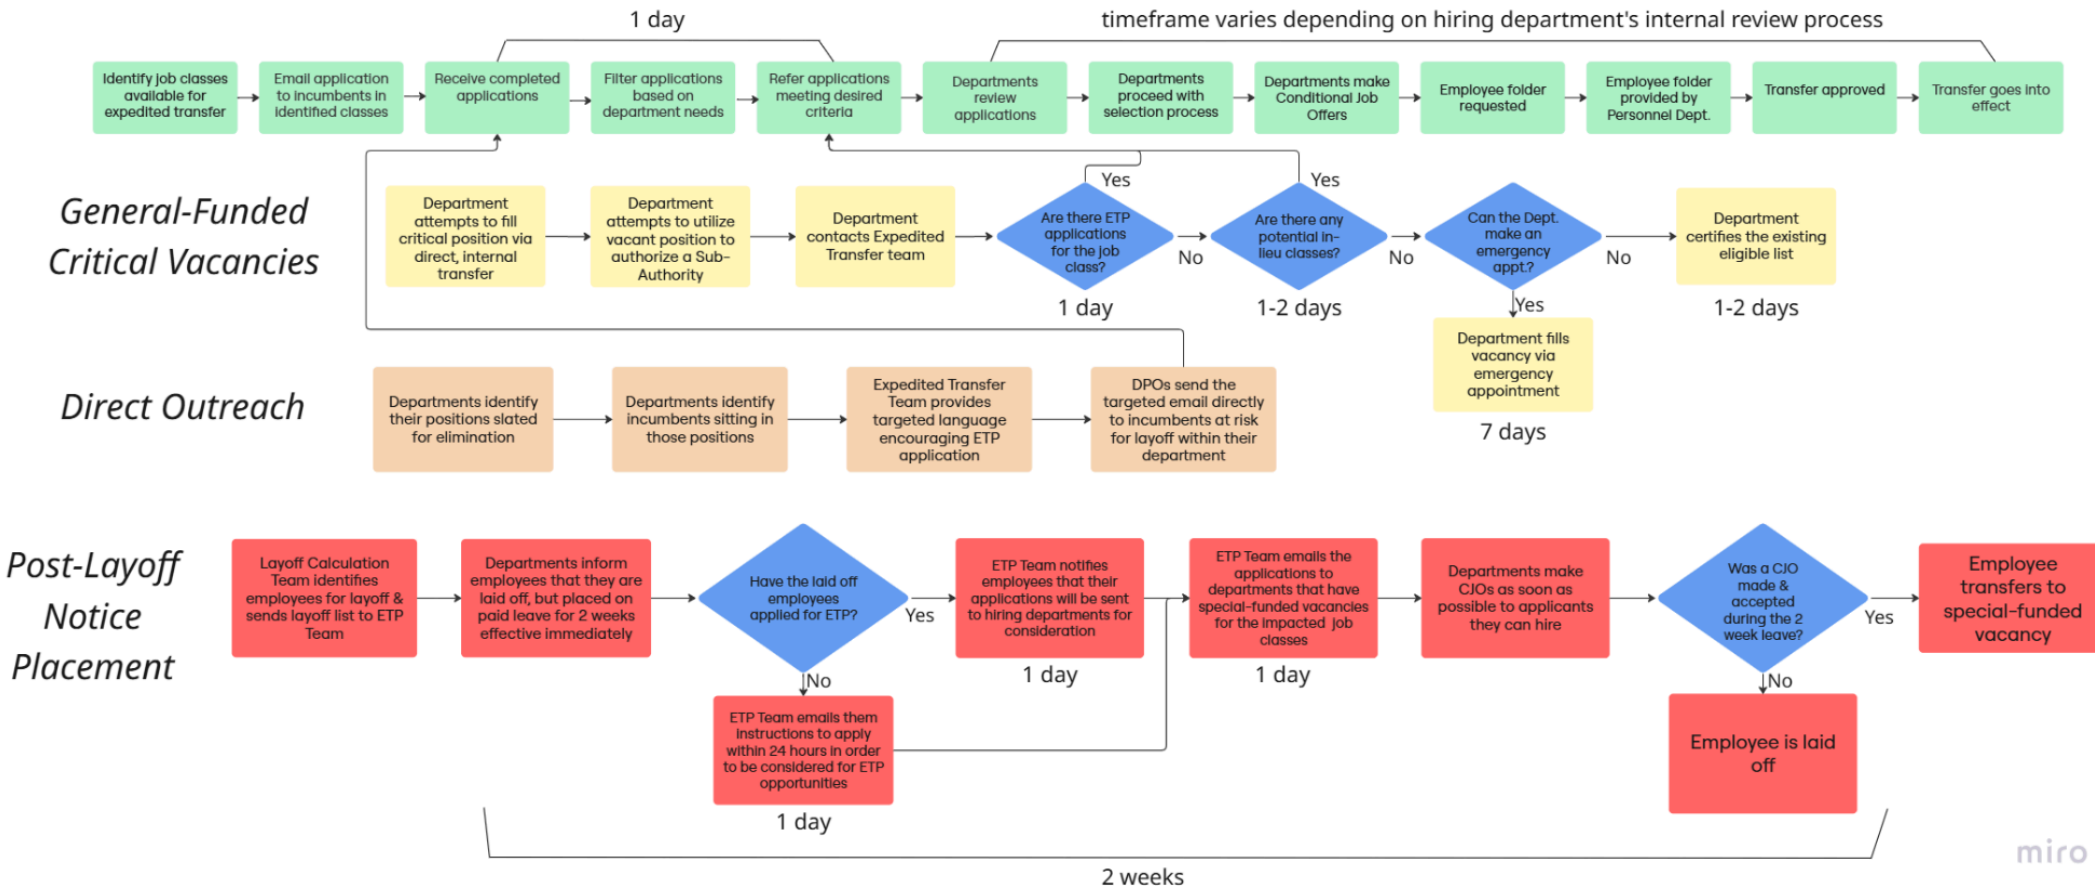 1 day
timeframe varies depending on hiring department's internal review process
Identify job classes
available for
expedited transfer
Email application
to incumbents in
identified classes
Receive completed
applications
Filter applications
based on
department needs
Refer applications
meeting desired
criteria
Departments
review
applications
Departments
proceed with
selection process
Departments make
Conditional Job
Offers
Employee folder
requested
Employee folder
provided by
Personnel Dept.
Transfer approved
Transfer goes into
effect
General-Funded
Critical Vacancies
Department
attempts to fill
critical position via
direct, internal
transfer
Department
attempts to utilize
vacant position to
authorize a Sub-
Authority
Department
contacts Expedited
Transfer team
Yes
Are there ETP
applications
for the job
class?
No
1 day
Yes
Are there any
potential in-
lieu classes?
No
1-2 days
Can the Dept.
make an
emergency
appt.?
No
Yes
Department
certifies the existing
eligible list
1-2 days
Department fills
vacancy via
emergency
appointment
7 days
Direct Outreach
Departments identify
their positions slated
for elimination
Departments identify
incumbents sitting in
those positions
Expedited Transfer
Team provides
targeted language
encouraging ETP
application
DPOs send the
targeted email directly
to incumbents at risk
for layoff within their
department
Post-Layoff
Notice
Placement
Layoff Calculation
Team identifies
employees for layoff &
sends layoff list to ETP
Team
Departments inform
employees that they are
laid off, but placed on
paid leave for 2 weeks
effective immediately
Have the laid off
employees
applied for ETP?
Yes
No
ETP Team notifies
employees that their
applications will be sent
to hiring departments for
consideration
1 day
ETP Team emails the
applications to
departments that have
special-funded vacancies
for the impacted job
classes
1 day
Departments make
CJOs as soon as
possible to applicants
they can hire
Was a CJO
made &
accepted
during the 2
week leave?
Yes
No
Employee
transfers to
special-funded
vacancy
ETP Team emails them
instructions to apply
within 24 hours in order
to be considered for ETP
opportunities
1 day
Employee is laid
off
2 weeks
miro